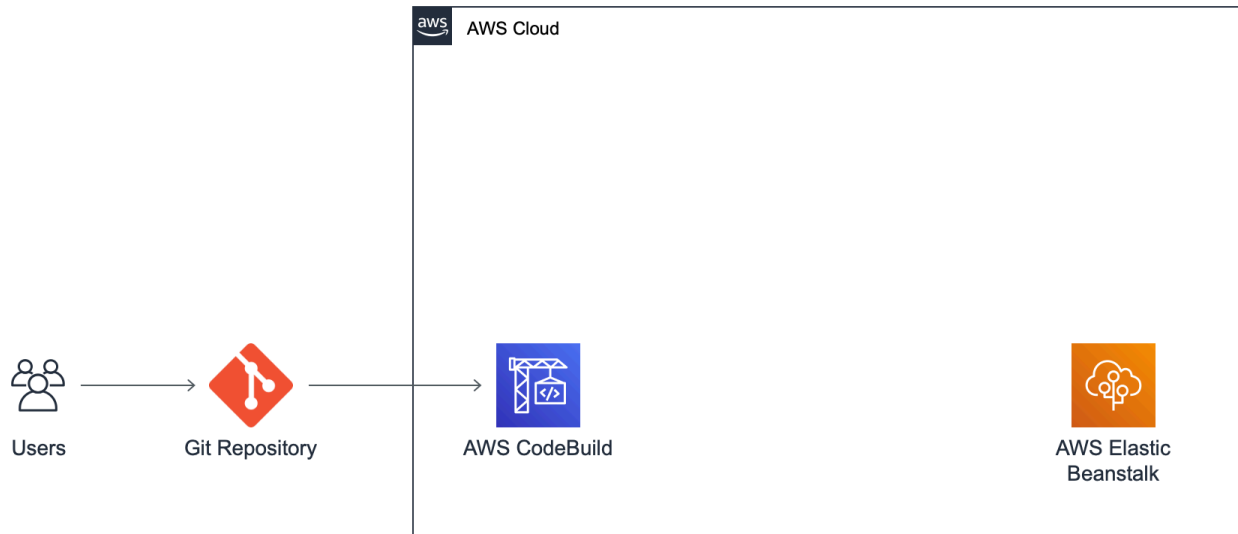 aws
AWS Cloud
Users
Git Repository
</>
AWS CodeBuild
AWS Elastic
Beanstalk